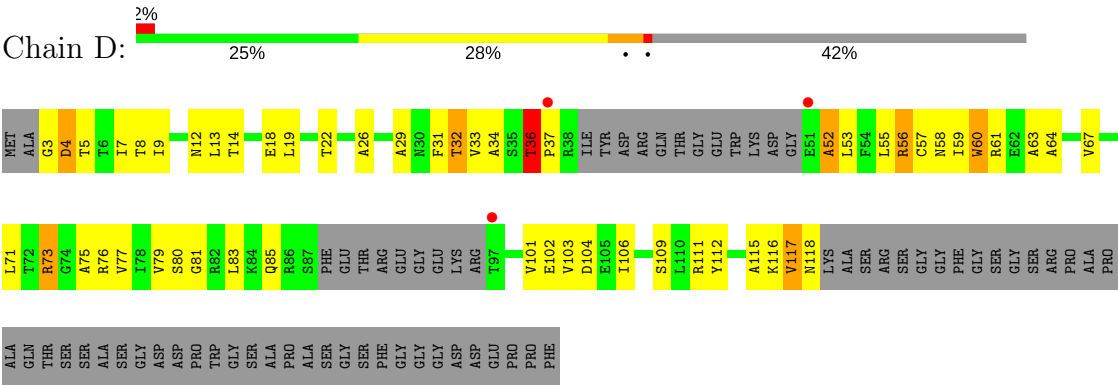 2%
Chain D:
25% 28% • • 42%
MET ALA G3 D4 T5 T6 I7 T8 I9 N12 L13 T14 E18 L19 T22 A26 A29 N30 F31 T32 V33 A34 S35 T36 P37 R38 ILE TYR ASP ARG GLN THR GLY GLU TRP LYS ASP GLY E51 A52 L53 F54 L55 R56 C57 N58 I59 W60 R61 E62 A63 A64 V67
L71 T72 R73 G74 A75 R76 V77 I78 V79 S80 G81 R82 L83 K84 Q85 R86 S87 PHE GLU THR ARG GLU GLY GLU LYS ARG T97 V101 E102 V103 D104 E105 I106 S109 L110 R111 Y112 A115 K116 V117 N118 LYS ALA SER ARG SER GLY GLY PHE GLY SER GLY SER ARG PRO ALA PRO
ALA GLN THR SER SER ALA SER GLY ASP ASP PRO TRP GLY SER ALA PRO ALA SER GLY SER PHE GLY GLY GLY ASP ASP GLU PRO PRO PHE